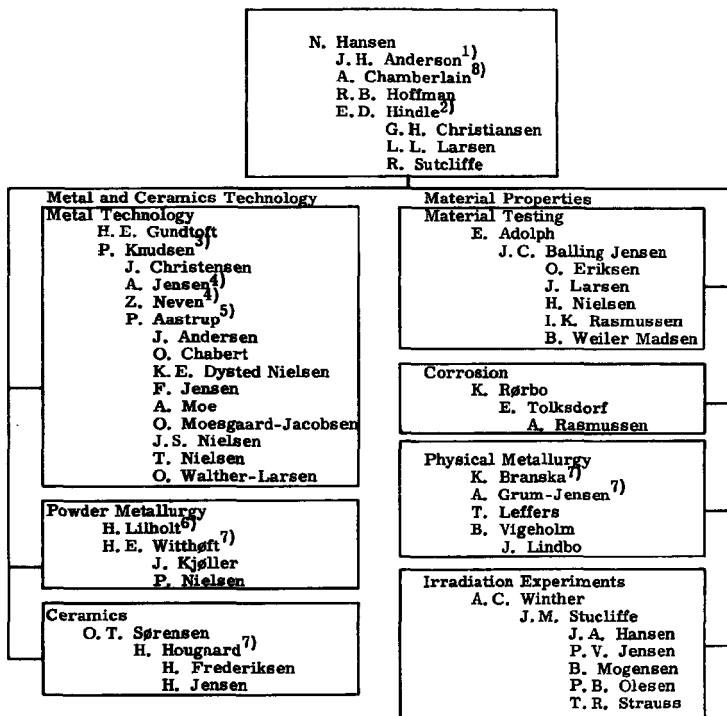 N. Hansen
J. H. Anderson1)
A. Chamberlain8)
R. B. Hoffman
E. D. Hindle2)
G. H. Christiansen
L. L. Larsen
R. Sutcliffe
Metal and Ceramics Technology
Metal Technology
H. E. Gundtoft
P. Knudsen3)
J. Christensen
A. Jensen4)
Z. Neven4)
P. Aastrup5)
J. Andersen
O. Chabert
K. E. Dysted Nielsen
F. Jensen
A. Moe
O. Moesgaard-Jacobsen
J. S. Nielsen
T. Nielsen
O. Walther-Larsen
Powder Metallurgy
H. Lilholt6)
H. E. Witthøft7)
J. Kjøller
P. Nielsen
Ceramics
O. T. Sørensen
H. Hougaard7)
H. Frederiksen
H. Jensen
Material Properties
Material Testing
E. Adolph
J. C. Balling Jensen
O. Eriksen
J. Larsen
H. Nielsen
I. K. Rasmussen
B. Weiler Madsen
Corrosion
K. Rørbo
E. Tolksdorf
A. Rasmussen
Physical Metallurgy
K. Branska7)
A. Grum-Jensen7)
T. Leffers
B. Vigeholm
J. Lindbo
Irradiation Experiments
A. C. Winther
J. M. Stucliffe
J. A. Hansen
P. V. Jensen
B. Mogensen
P. B. Olesen
T. R. Strauss